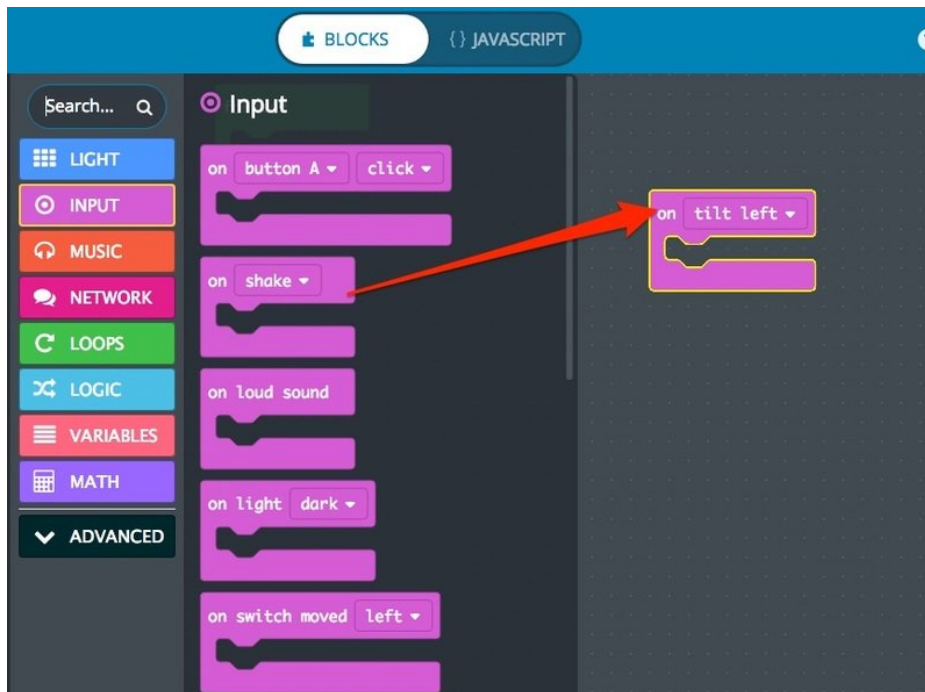 BLOCKS
{} JAVASCRIPT
Search...
LIGHT
INPUT
MUSIC
NETWORK
LOOPS
LOGIC
VARIABLES
MATH
ADVANCED
Input
on button A click
on shake
on loud sound
on light dark
on switch moved left
on tilt left